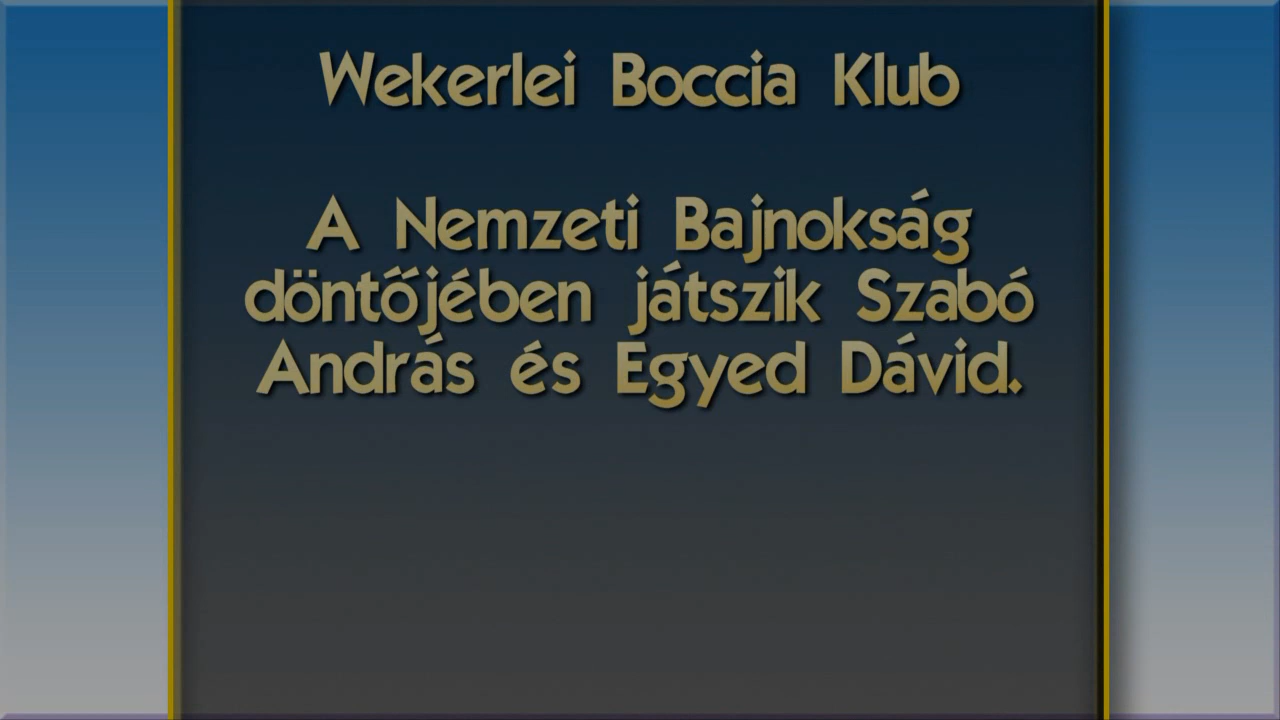 Wekerlei Boccia Klub
A Nemzeti Bajnokság
döntőjében játszik Szabó
András és Egyed Dávid.